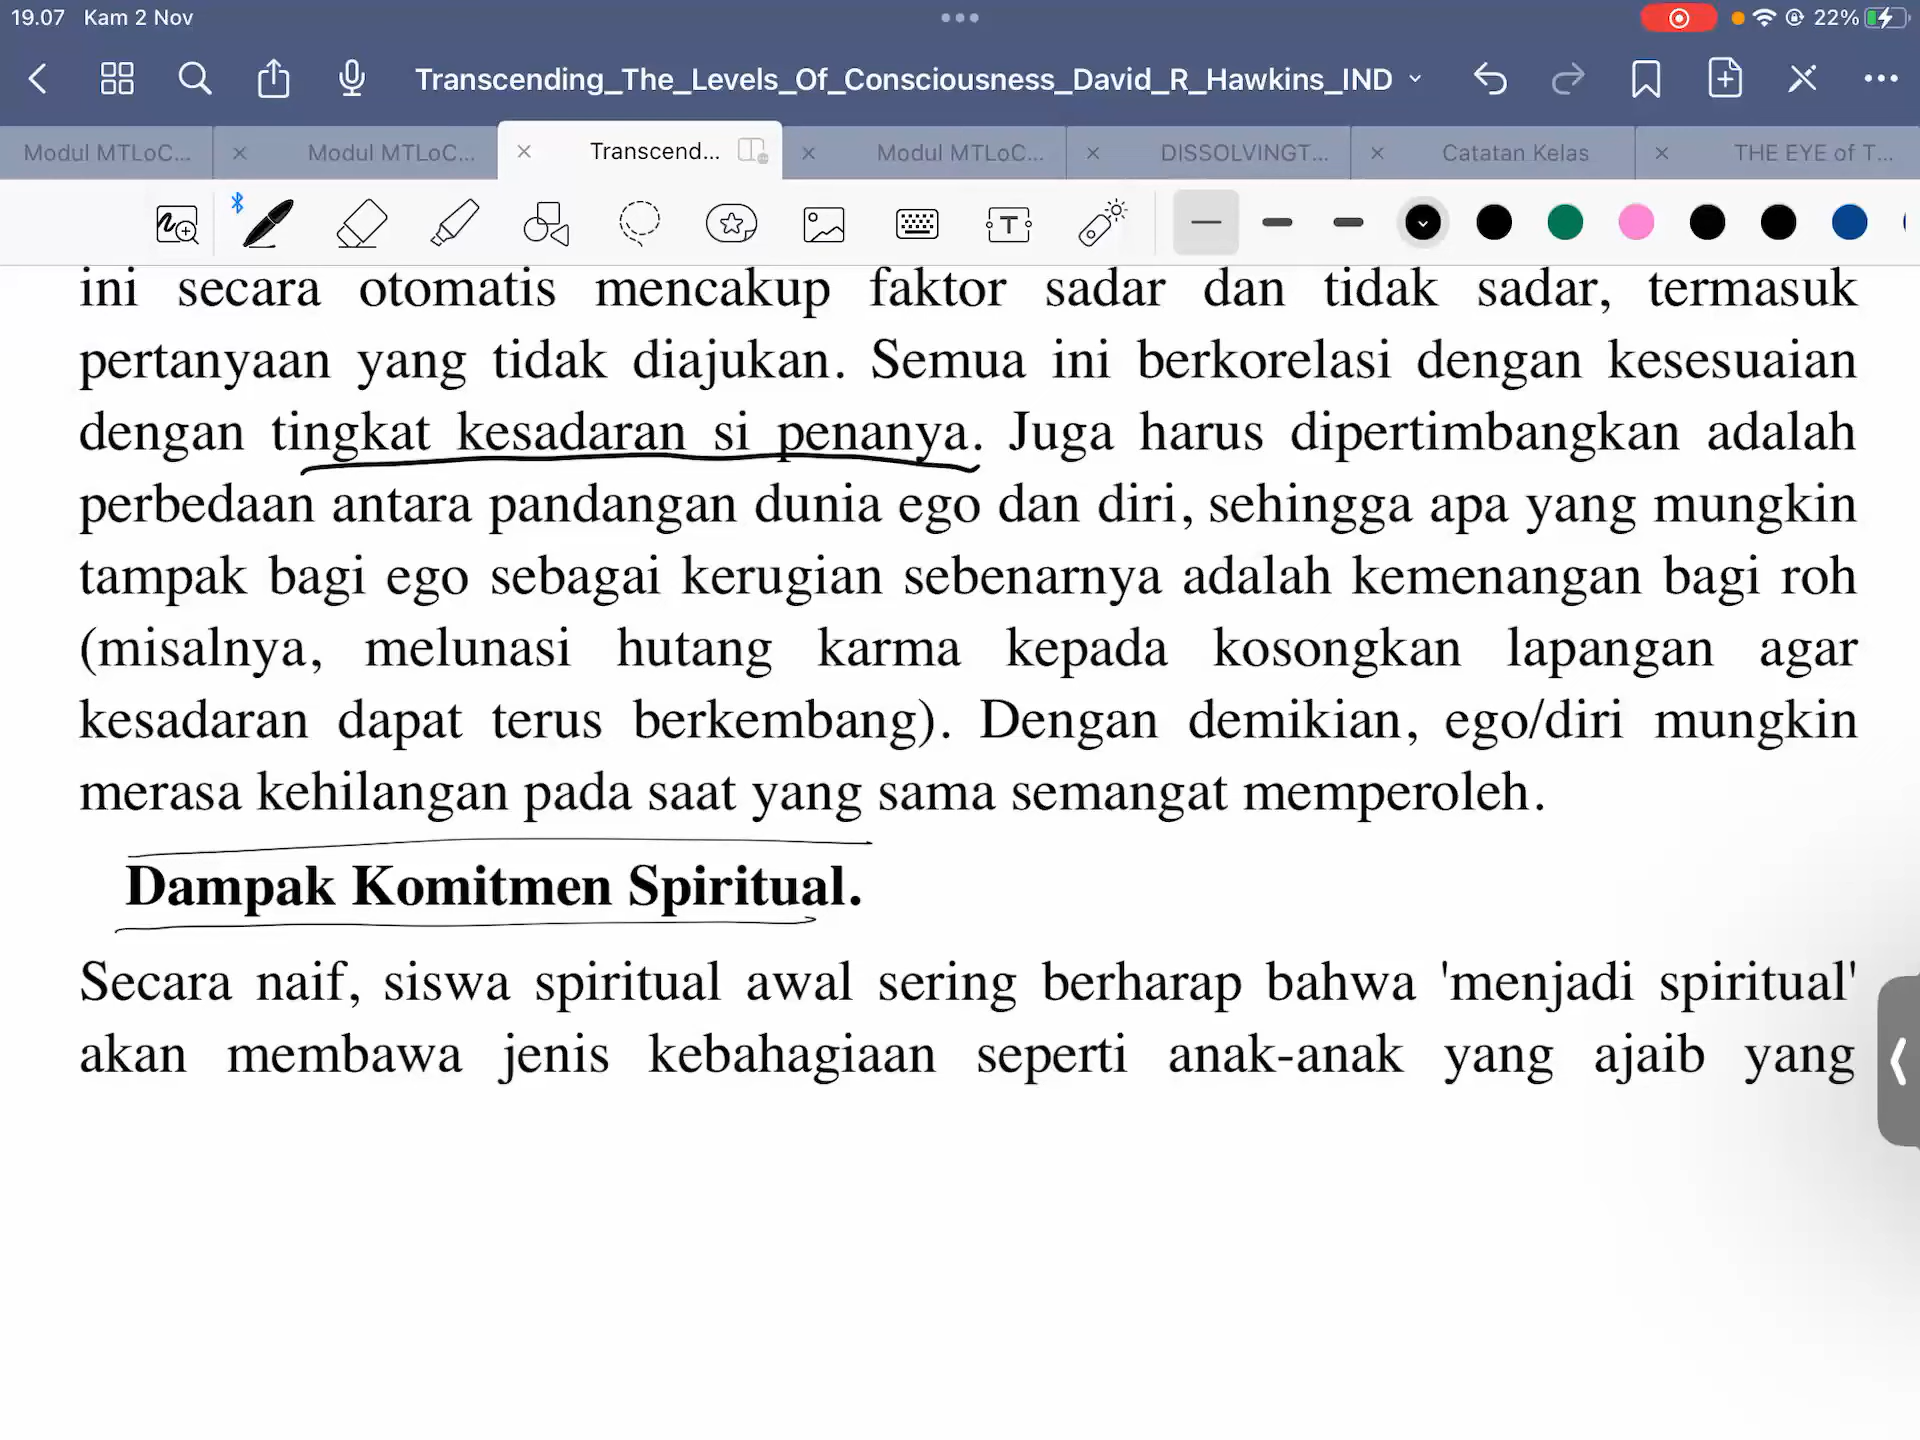 19.07 Kam 2 Nov
22%
Transcending_The_Levels_Of_Consciousness_David_R_Hawkins_IND
Modul MTLoC...
Modul MTLoC...
Transcend...
Modul MTLoC...
DISSOLVINGT...
Catatan Kelas
THE EYE of T...
T
ini secara otomatis mencakup faktor sadar dan tidak sadar, termasuk
pertanyaan yang tidak diajukan. Semua ini berkorelasi dengan kesesuaian
dengan tingkat kesadaran si penanya. Juga harus dipertimbangkan adalah
perbedaan antara pandangan dunia ego dan diri, sehingga apa yang mungkin
tampak bagi ego sebagai kerugian sebenarnya adalah kemenangan bagi roh
(misalnya, melunasi hutang karma kepada kosongkan lapangan agar
kesadaran dapat terus berkembang). Dengan demikian, ego/diri mungkin
merasa kehilangan pada saat yang sama semangat memperoleh.
Dampak Komitmen Spiritual.
Secara naif, siswa spiritual awal sering berharap bahwa 'menjadi spiritual'
akan membawa jenis kebahagiaan seperti anak-anak yang ajaib yang